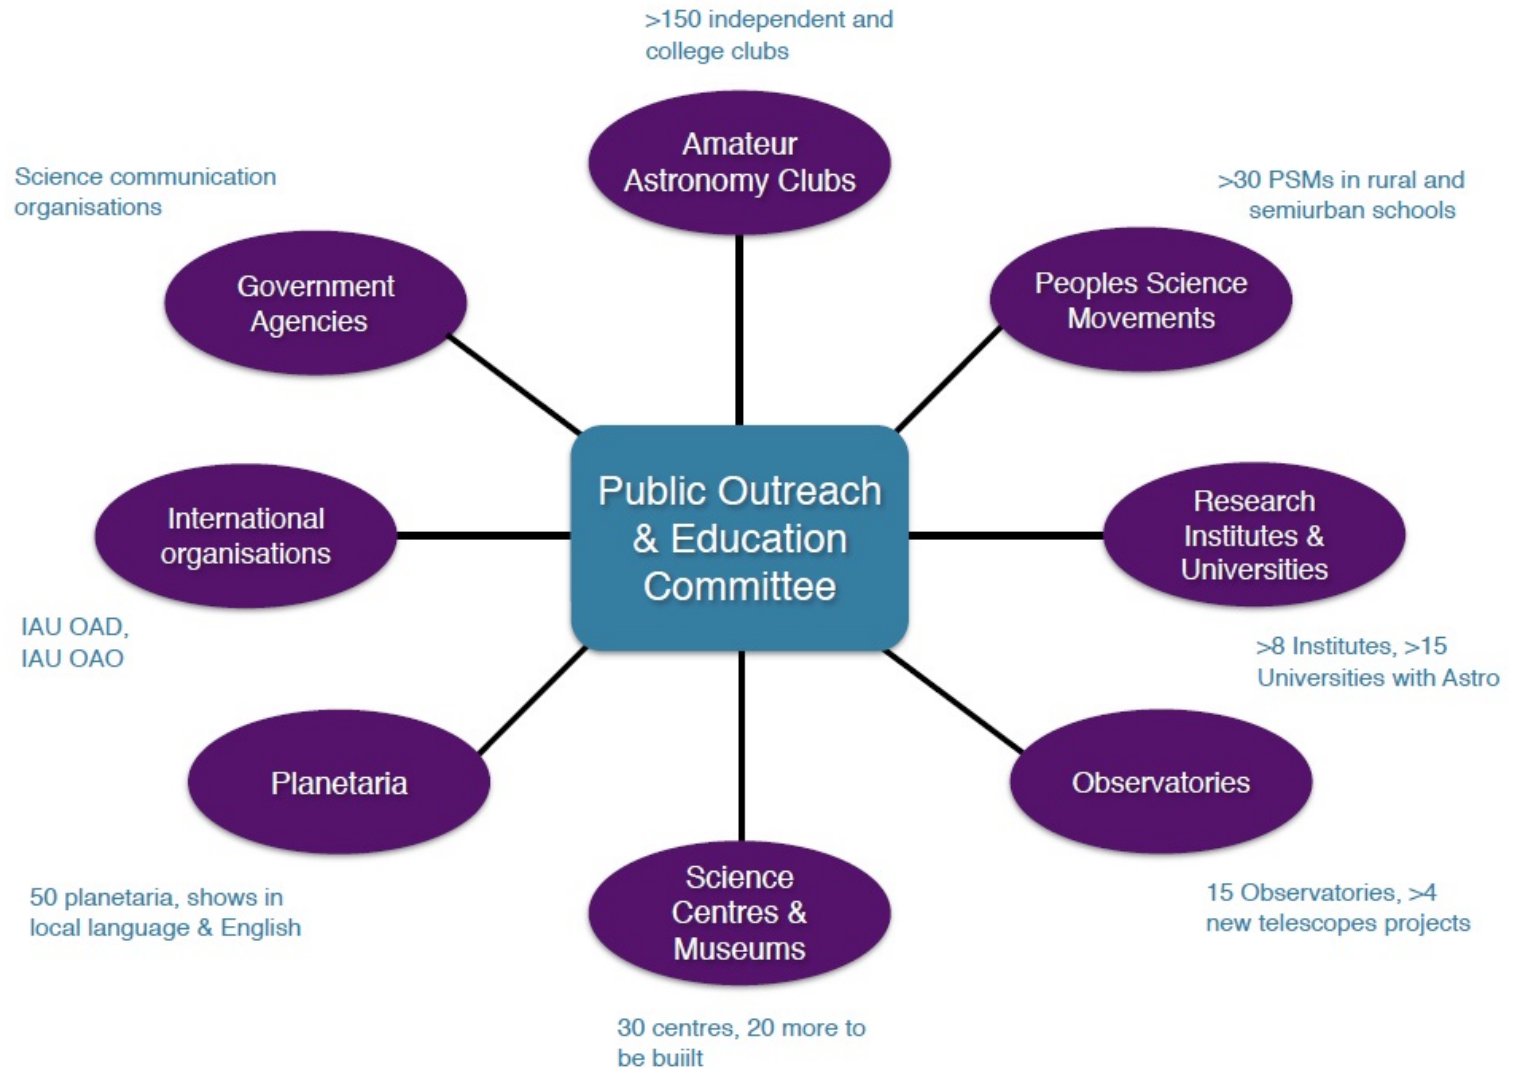 >150 independent and
college clubs
Amateur
Astronomy Clubs
Science communication
organisations
Government
Agencies
>30 PSMs in rural and
semiurban schools
Peoples Science
Movements
Public Outreach
& Education
Committee
International
organisations
IAU OAD,
IAU OAO
Research
Institutes &
Universities
>8 Institutes, >15
Universities with Astro
Planetaria
50 planetaria, shows in
local language & English
Science
Centres &
Museums
30 centres, 20 more to
be buiilt
Observatories
15 Observatories, >4
new telescopes projects